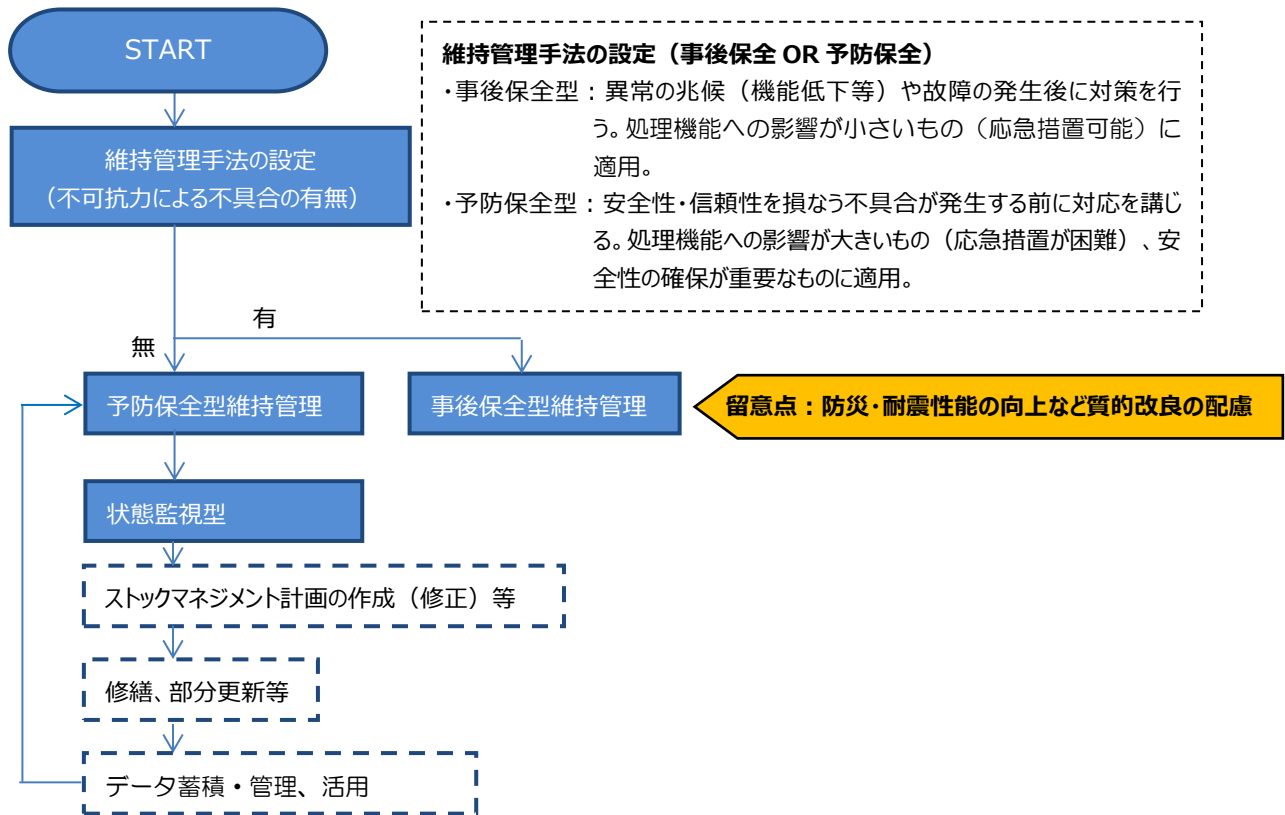 START
維持管理手法の設定
(不可抗力による不具合の有無)
維持管理手法の設定(事後保全 OR 予防保全)
・事後保全型:異常の兆候(機能低下等)や故障の発生後に対策を行
う。処理機能への影響が小さいもの(応急措置可能)に
適用。
・予防保全型:安全性・信頼性を損なう不具合が発生する前に対応を講じ
る。処理機能への影響が大きいもの(応急措置が困難)、安
全性の確保が重要なものに適用。
有
無
予防保全型維持管理
事後保全型維持管理
留意点:防災・耐震性能の向上など質的改良の配慮
状態監視型
ストックマネジメント計画の作成(修正)等
修繕、部分更新等
データ蓄積・管理、活用